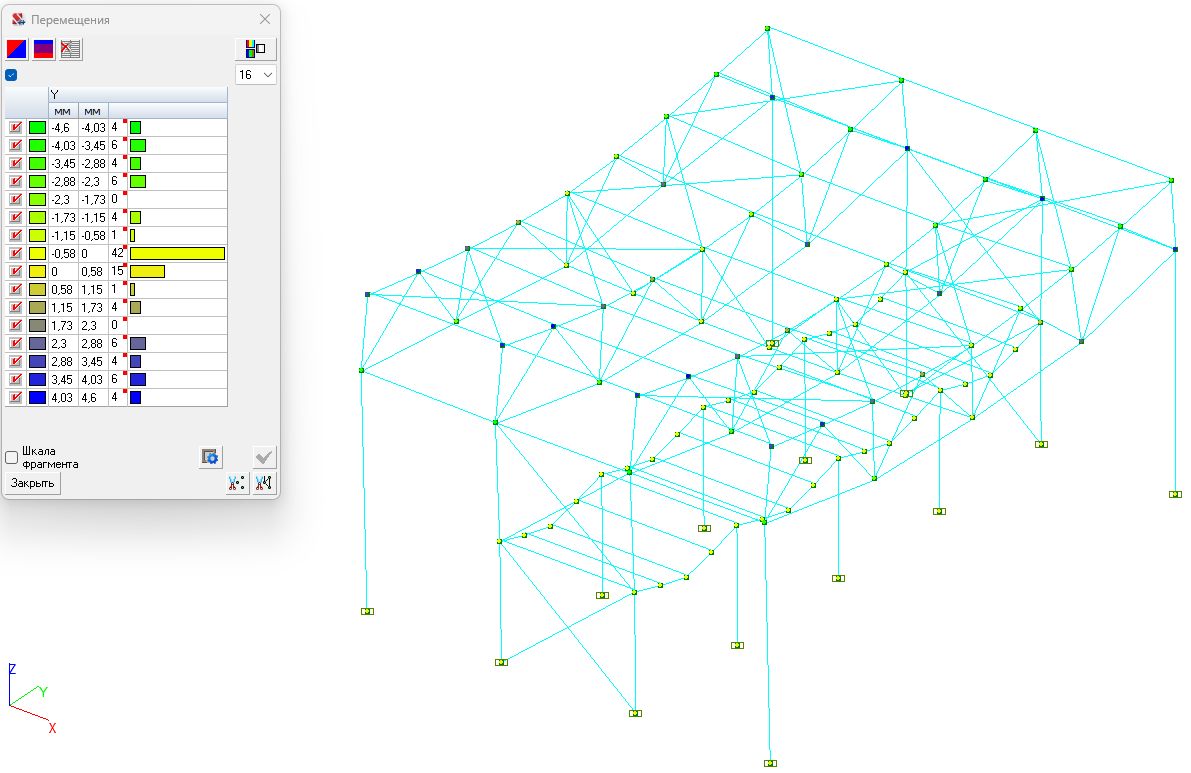 Перемещения
16
Y
мм мм
-4,6 -4,03 4
-4,03 -3,45 6
-3,45 -2,88 4
-2,88 -2,3 6
-2,3 -1,73 0
-1,73 -1,15 4
-1,15 -0,58 1
-0,58 0 42
0 0,58 15
0,58 1,15 1
1,15 1,73 4
1,73 2,3 0
2,3 2,88 6
2,88 3,45 4
3,45 4,03 6
4,03 4,6 4
Шкала
фрагмента
Закрыть
Z
Y
X